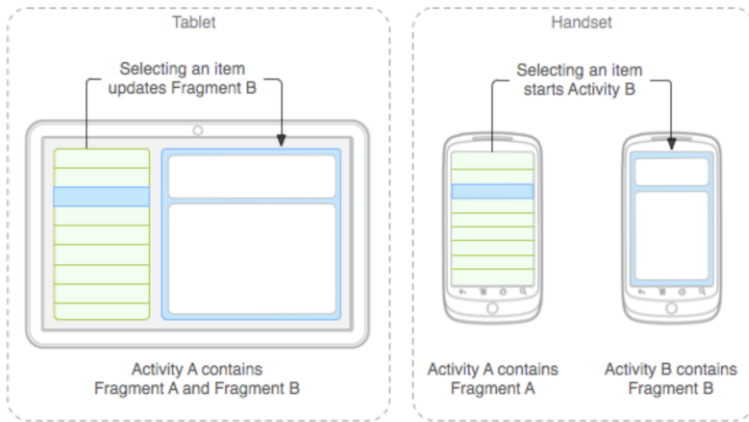 Tablet
Selecting an item
updates Fragment B
Activity A contains
Fragment A and Fragment B
Handset
Selecting an item
starts Activity B
Activity A contains
Fragment A
Activity B contains
Fragment B